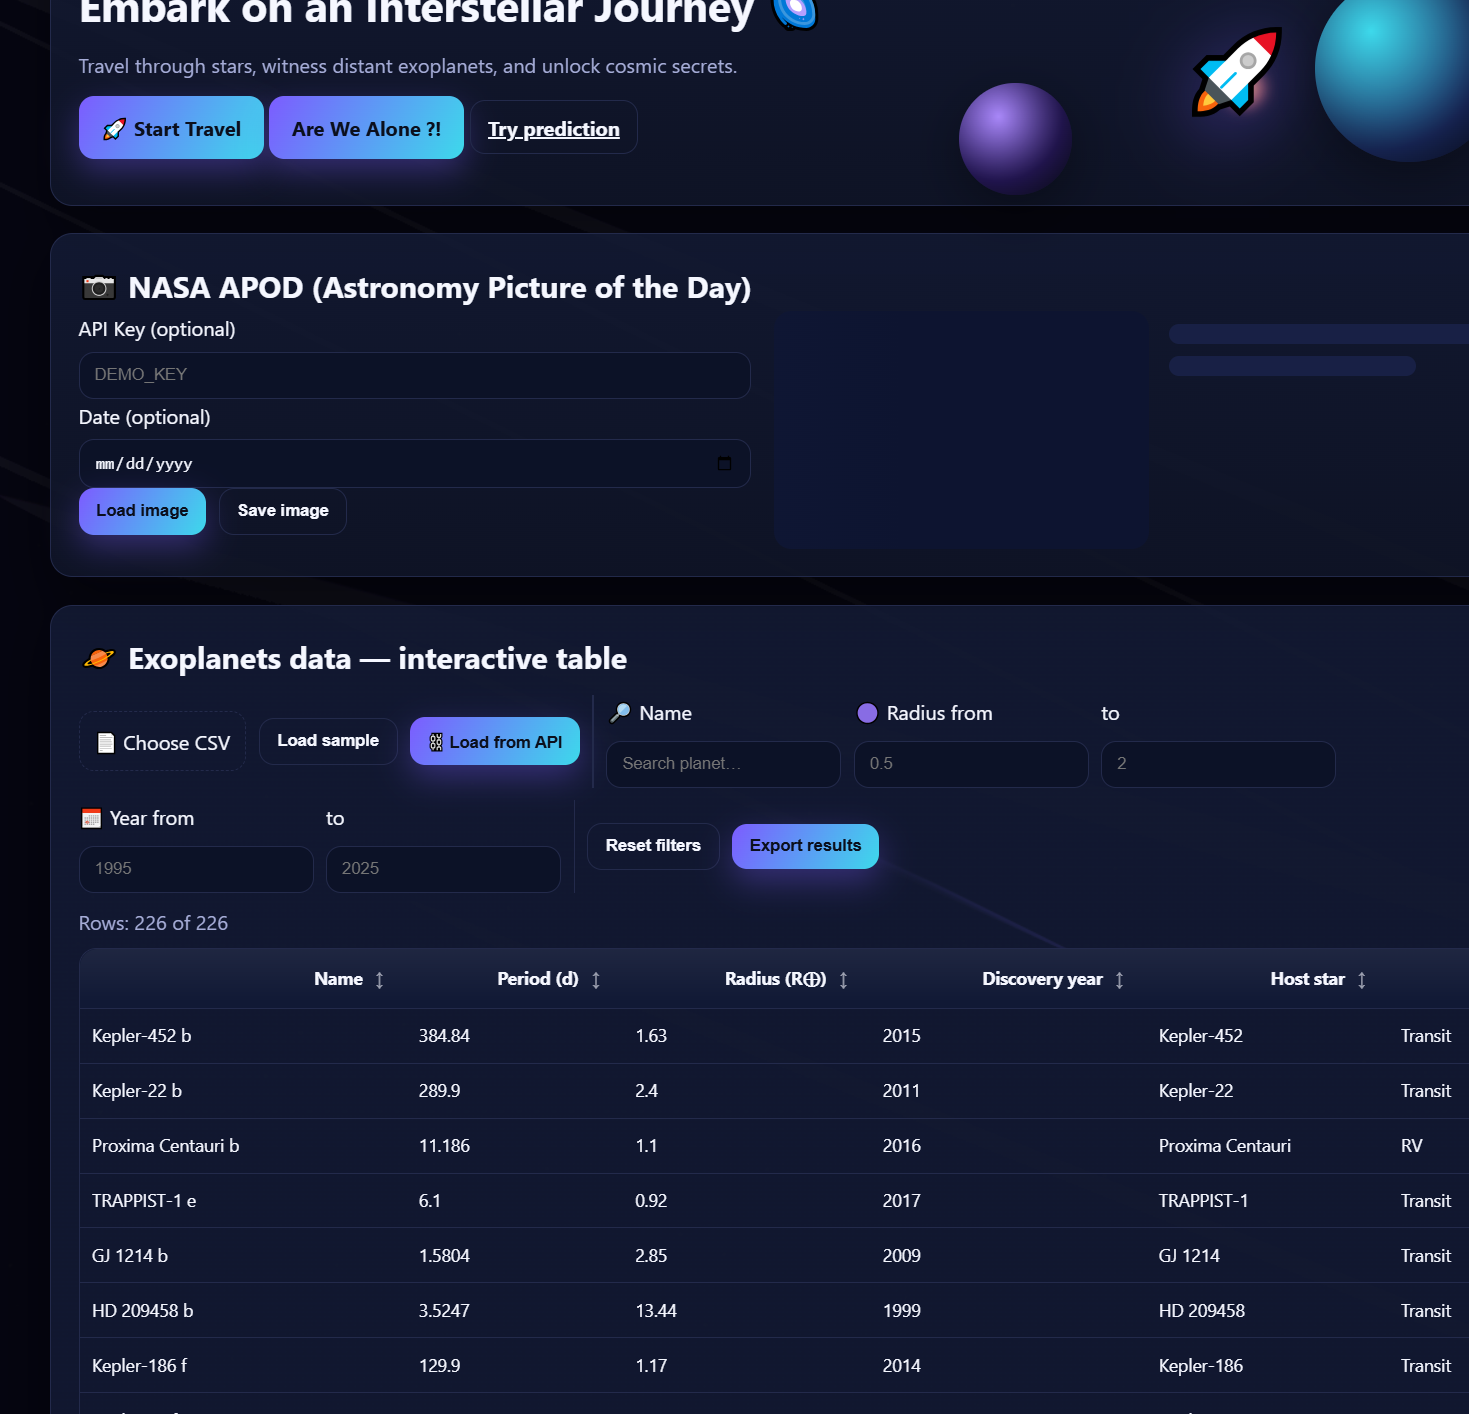 Embark on an Interstellar Journey
Travel through stars, witness distant exoplanets, and unlock cosmic secrets.
Start Travel
Are We Alone ?!
Try prediction
NASA APOD (Astronomy Picture of the Day)
API Key (optional)
DEMO_KEY
Date (optional)
mm/dd/yyyy
Load image
Save image
Exoplanets data — interactive table
Choose CSV
Load sample
Load from API
Name
Radius from
to
Search planet…
0.5
2
Year from
to
1995
2025
Reset filters
Export results
Rows: 226 of 226
Name ↕ Period (d) ↕ Radius (R⊕) ↕ Discovery year ↕ Host star ↕
Kepler-452 b 384.84 1.63 2015 Kepler-452 Transit
Kepler-22 b 289.9 2.4 2011 Kepler-22 Transit
Proxima Centauri b 11.186 1.1 2016 Proxima Centauri RV
TRAPPIST-1 e 6.1 0.92 2017 TRAPPIST-1 Transit
GJ 1214 b 1.5804 2.85 2009 GJ 1214 Transit
HD 209458 b 3.5247 13.44 1999 HD 209458 Transit
Kepler-186 f 129.9 1.17 2014 Kepler-186 Transit